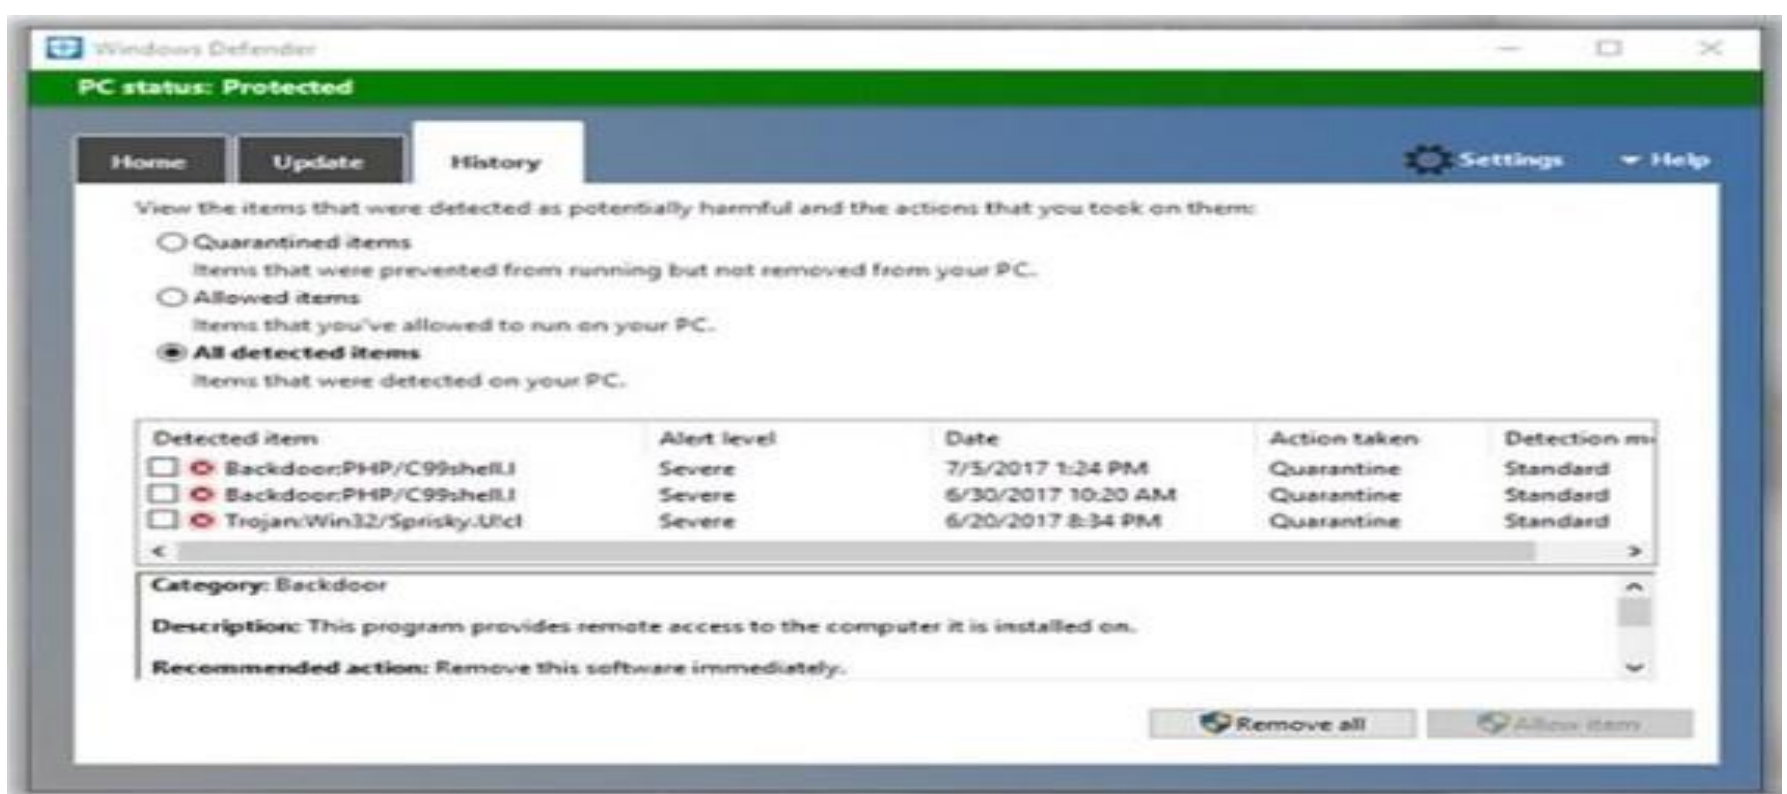 Windows Defender
PC status: Protected
Home Update History Settings Help
View the items that were detected as potentially harmful and the actions that you took on them:
Quarantined items
Items that were prevented from running but not removed from your PC.
Allowed items
Items that you've allowed to run on your PC.
All detected items
Items that were detected on your PC.
Detected item Alert level Date Action taken Detection m
Backdoor:PHP/C99shell.I Severe 7/5/2017 1:24 PM Quarantine Standard
Backdoor:PHP/C99shell.I Severe 6/30/2017 10:20 AM Quarantine Standard
Trojan:Win32/Sprisky.U!cl Severe 6/20/2017 8:34 PM Quarantine Standard
Category: Backdoor
Description: This program provides remote access to the computer it is installed on.
Recommended action: Remove this software immediately.
Remove all Allow item